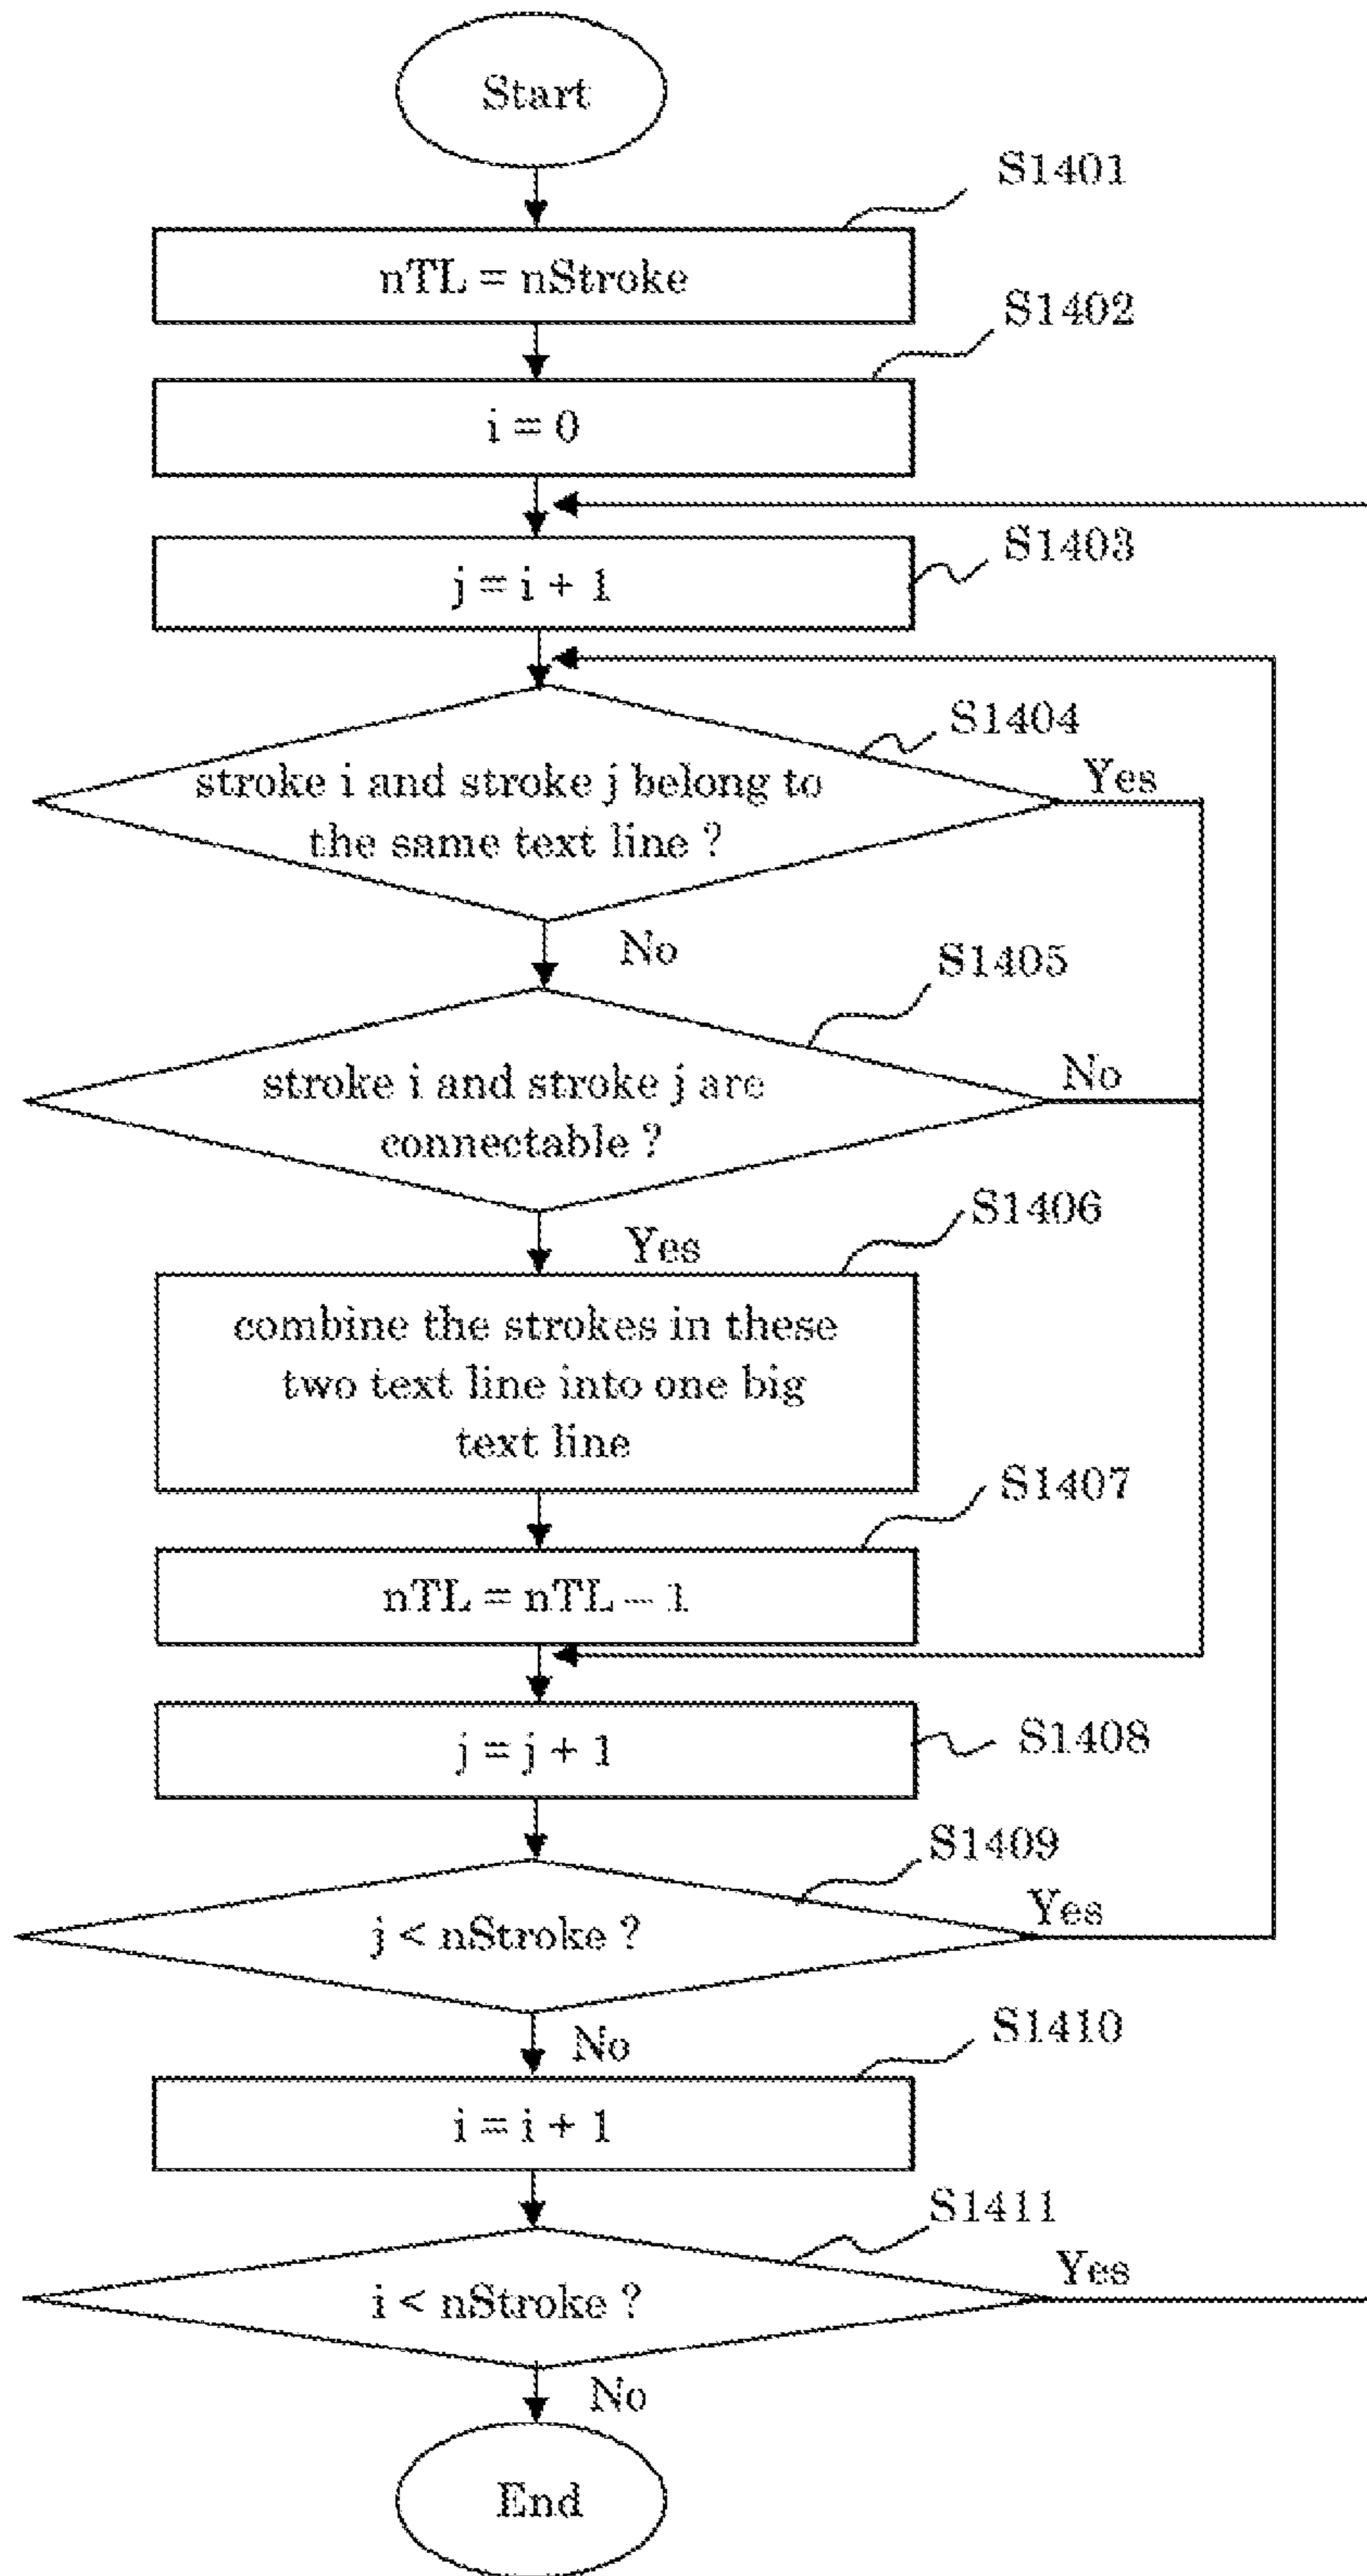 Start
S1401
nTL = nStroke
S1402
i = 0
S1403
j = i + 1
S1404
stroke i and stroke j belong to
the same text line ?
Yes
No
S1405
stroke i and stroke j are
connectable ?
No
Yes
S1406
combine the strokes in these
two text line into one big
text line
S1407
nTL = nTL – 1
j = j + 1
S1408
S1409
j < nStroke ?
Yes
No
S1410
i = i + 1
S1411
i < nStroke ?
Yes
No
End